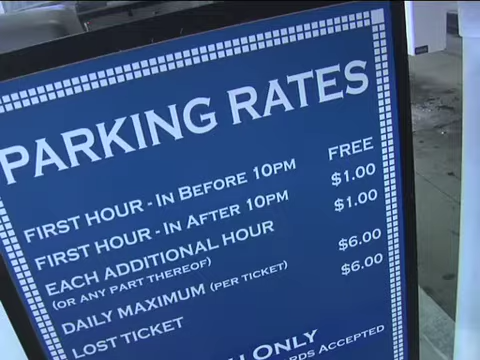 PARKING RATES
FIRST HOUR - IN BEFORE 10PM FREE
FIRST HOUR - IN AFTER 10PM $1.00
EACH ADDITIONAL HOUR $1.00
(OR ANY PART THEREOF)
DAILY MAXIMUM (PER TICKET) $6.00
LOST TICKET $6.00
ONLY
ACCEPTED